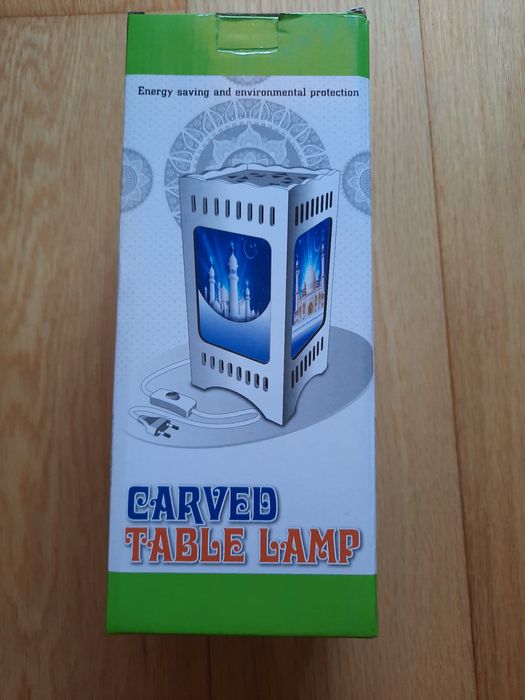 Energy saving and environmental protection
CARVED
TABLE LAMP